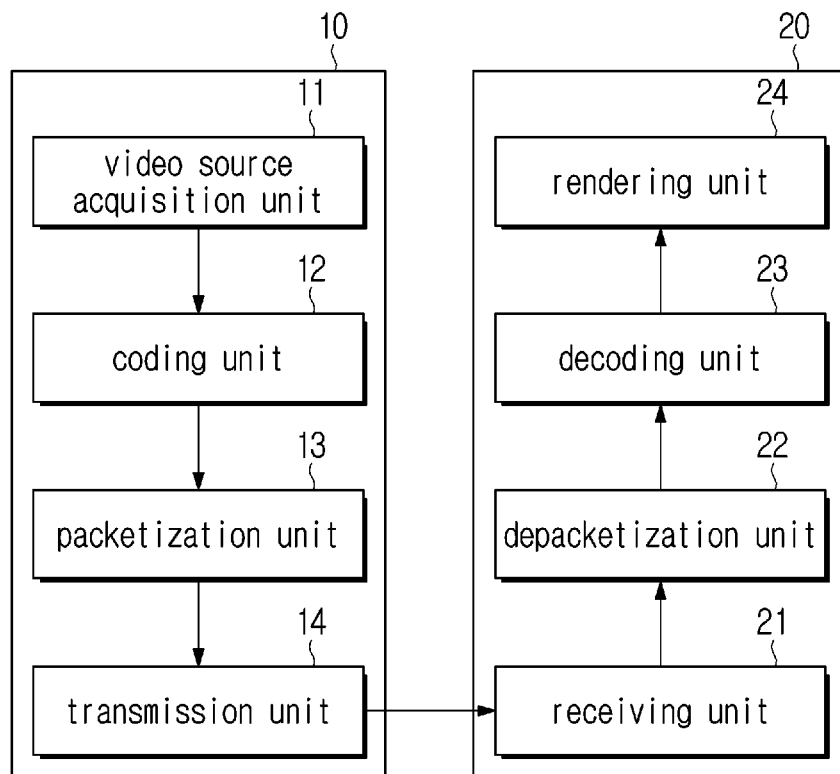 10
11
video source
acquisition unit
12
coding unit
13
packetization unit
14
transmission unit
20
24
rendering unit
23
decoding unit
22
depacketization unit
21
receiving unit